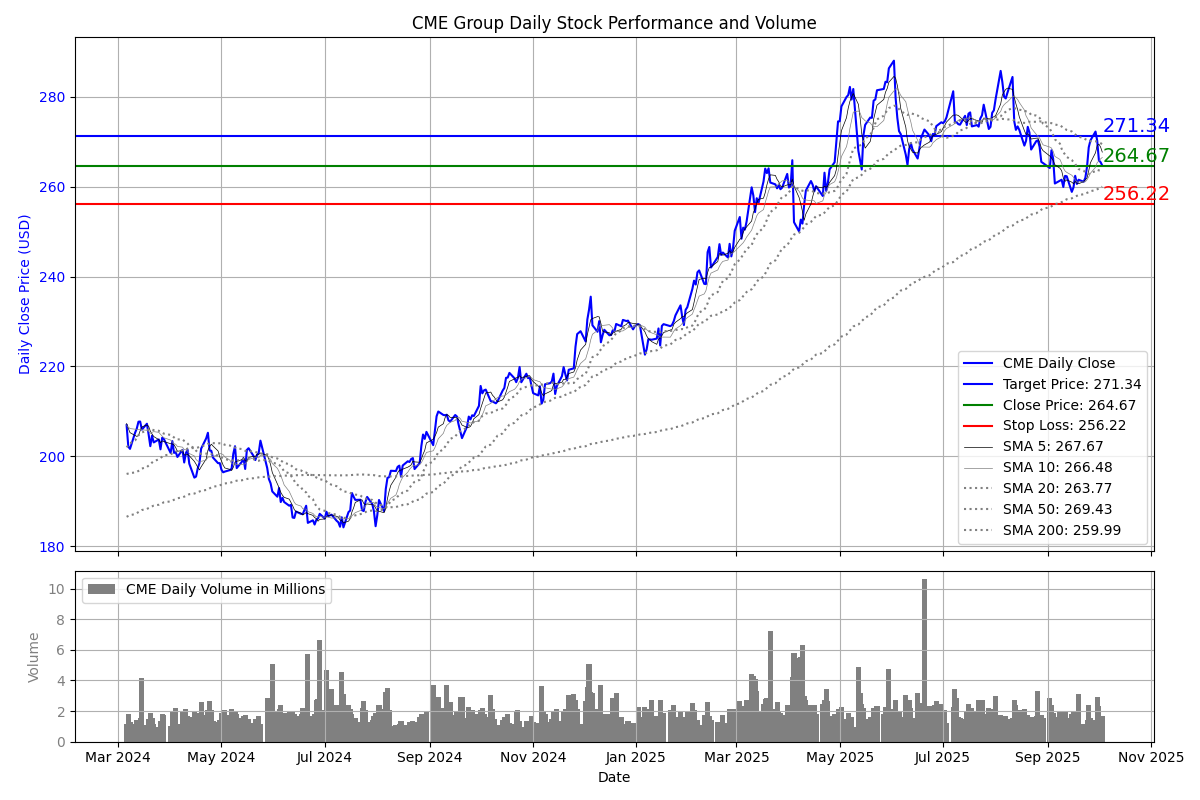 CME Group Daily Stock Performance and Volume
Daily Close Price (USD)
280
260
240
220
200
180
271.34
264.67
256.22
CME Daily Close
Target Price: 271.34
Close Price: 264.67
Stop Loss: 256.22
SMA 5: 267.67
SMA 10: 266.48
SMA 20: 263.77
SMA 50: 269.43
SMA 200: 259.99
CME Daily Volume in Millions
Volume
10
8
6
4
2
0
Mar 2024 May 2024 Jul 2024 Sep 2024 Nov 2024 Jan 2025 Mar 2025 May 2025 Jul 2025 Sep 2025 Nov 2025
Date